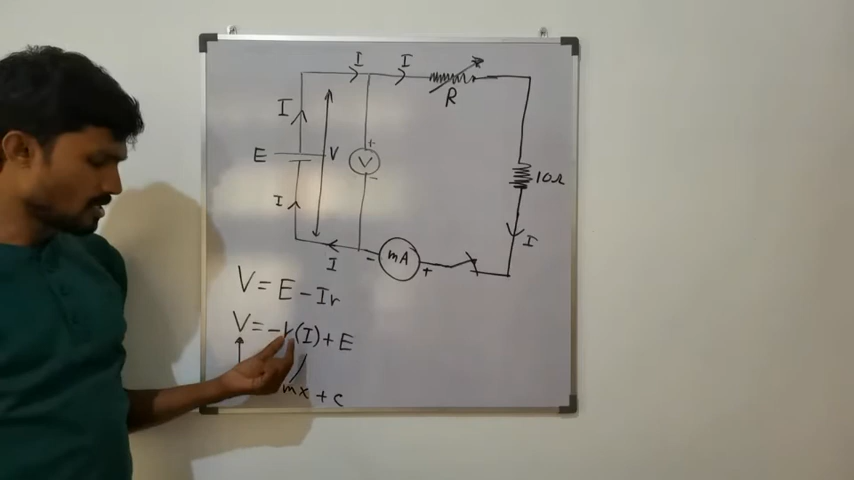 I I
I
R
E V V + -
10Ω
I
I
I
- mA +
V = E - Ir
V = -r(I) + E
mx + c